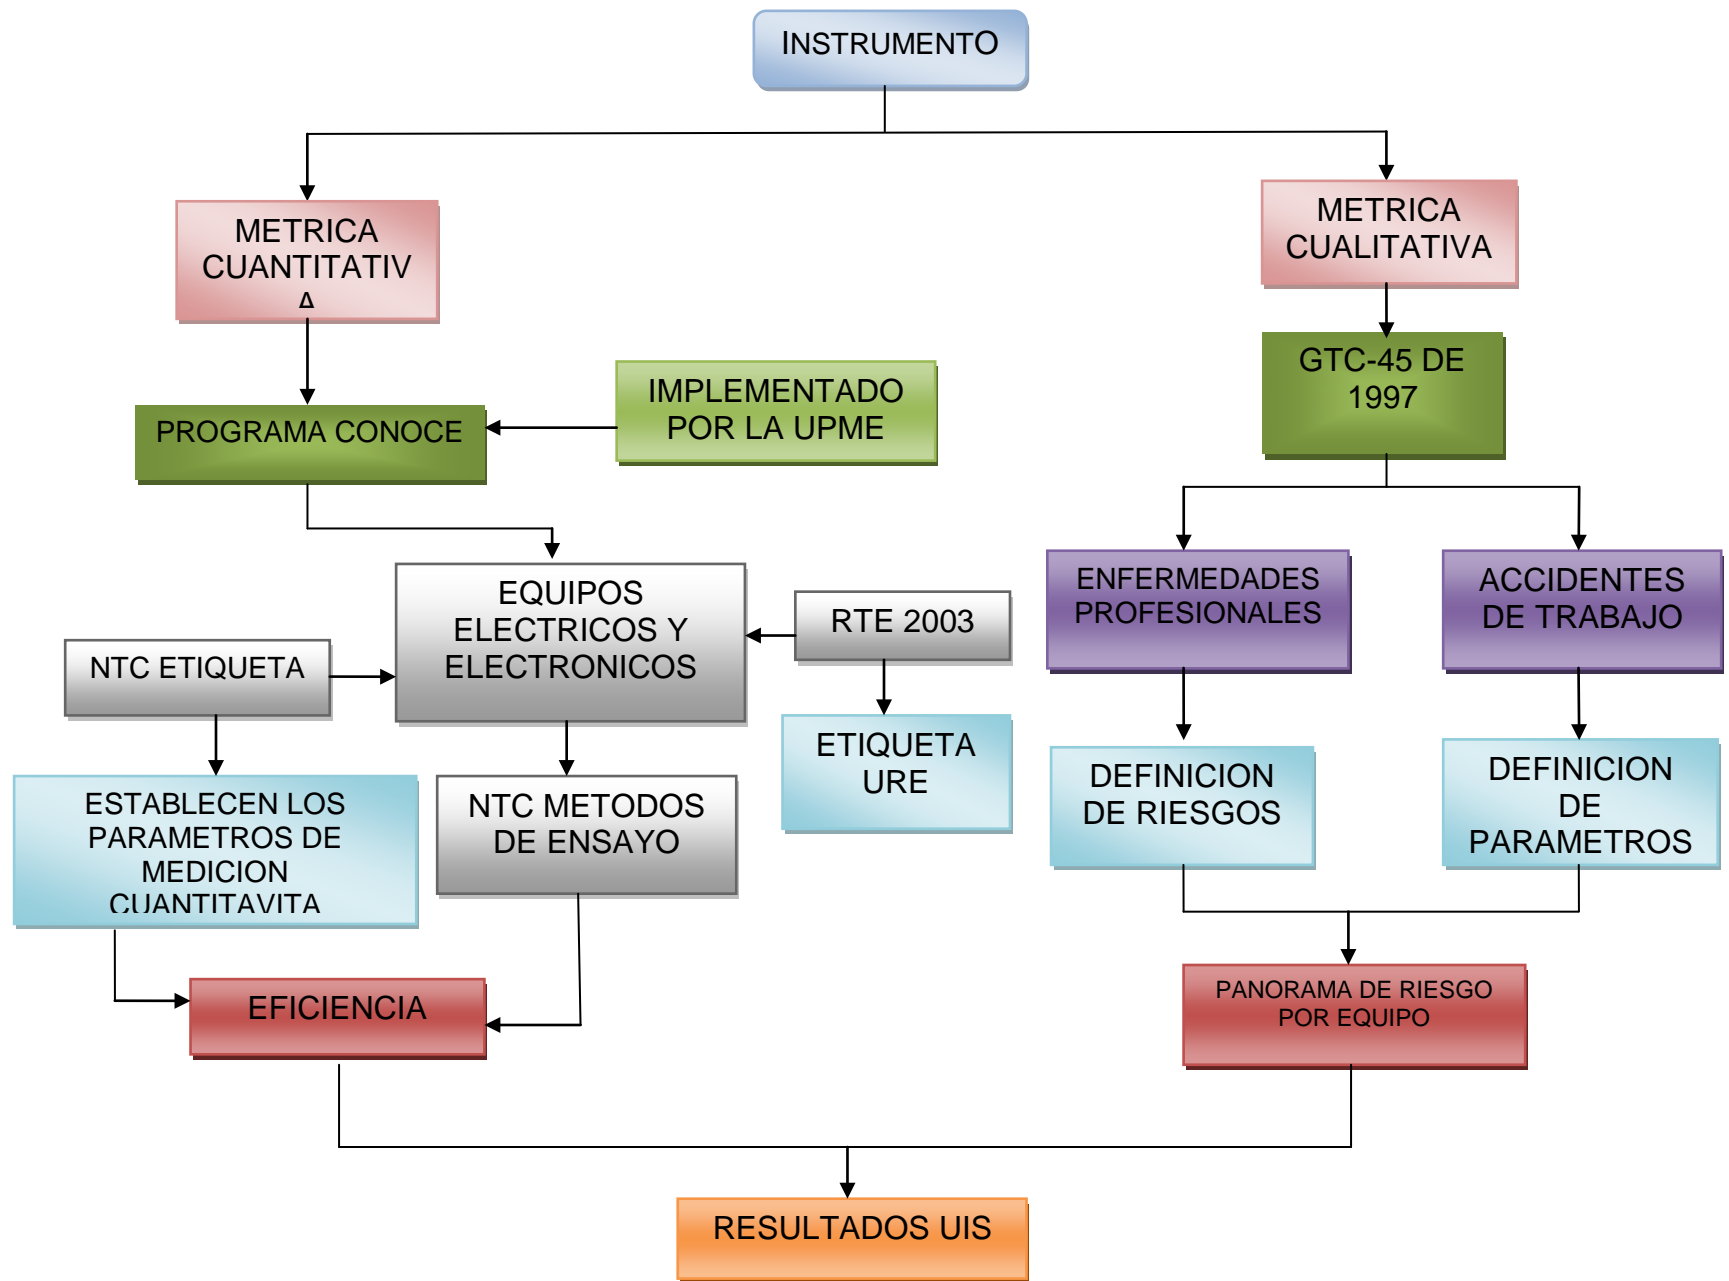 INSTRUMENTO
METRICA
CUANTITATIV
A
METRICA
CUALITATIVA
PROGRAMA CONOCE
IMPLEMENTADO
POR LA UPME
GTC-45 DE
1997
EQUIPOS
ELECTRICOS Y
ELECTRONICOS
RTE 2003
NTC ETIQUETA
ENFERMEDADES
PROFESIONALES
ACCIDENTES
DE TRABAJO
ESTABLECEN LOS
PARAMETROS DE
MEDICION
CUANTITAVITA
NTC METODOS
DE ENSAYO
ETIQUETA
URE
DEFINICION
DE RIESGOS
DEFINICION
DE
PARAMETROS
EFICIENCIA
PANORAMA DE RIESGO
POR EQUIPO
RESULTADOS UIS